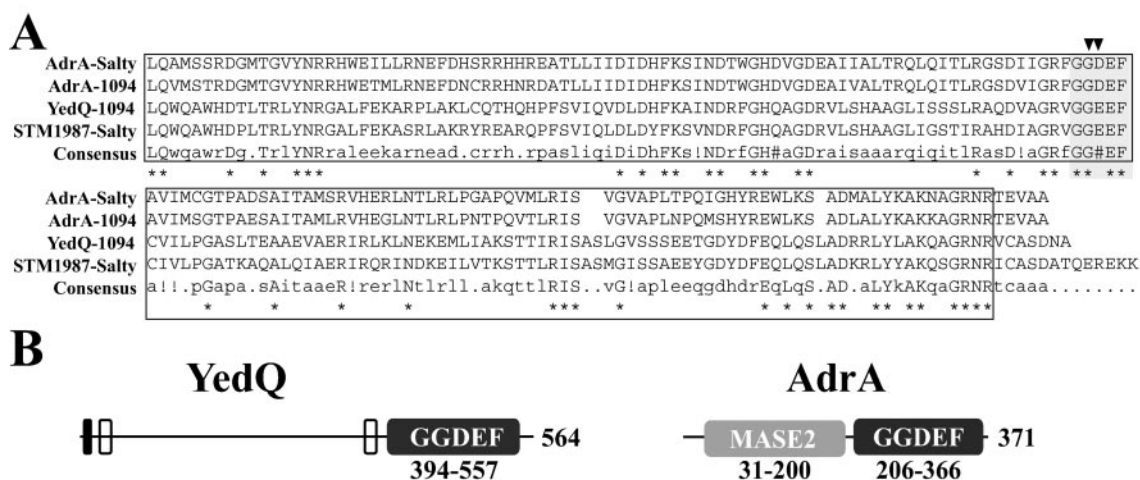 A
AdrA-Salty LQAMSSRDGMTGVYNRRHWEILLRNEFDHSRRHHREATLLIIDIDHFKSINDTWGHDVGDEAIIALTRQLQITLRGSDIIGRFGGDEF
AdrA-1094 LQVMSTRDGMTGVYNRRHWETMLRNEFDNCRRHNRDATLLIIDIDHFKSINDTWGHDVGDEAIVALTRQLQITLRGSDVIGRFGGDEF
YedQ-1094 LQWQAWHDTLTRLYNRGALFEKARPLAKLCQTHQHPFSVIQVDLDHFKAINDRFGHQAGDRVLSHAAGLISSSLRAQDVAGRVGGEEF
STM1987-Salty LQWQAWHDPLTRLYNRGALFEKASRLAKRYREARQPFSVIQLDLDYFKSVNDRFGHQAGDRVLSHAAGLIGSTIRAHDIAGRVGGEEF
Consensus LQwqawrDg.TrlYNRraleekarnead.crrh.rpasliqiDiDhFKs!NDrfGH#aGDraisaaarqiqitlRasD!aGRfGG#EF
** * * *** * * ** ** ** ** * * ** ** **
AdrA-Salty AVIMCGTPADSAITAMSRVHERLNTLRLPGAPQVMLRIS VGVAPLTPQIGHYREWLKS ADMALYKAKNAGRNRTEVAA
AdrA-1094 AVIMSGTPAESAITAMLRVHEGLNTLRLPNTPQVTLRIS VGVAPLNPQMSHYREWLKS ADLALYKAKKAGRNRTEVAA
YedQ-1094 CVILPGASLTEAAEVAERIRLKLNEKEMLIAKSTTIRISASLGVSSSEETGDYDFEQLQSLADRRLYLAKQAGRNRVCASDNA
STM1987-Salty CIVLPGATKAQALQIAERIRQRINDKEILVTKSTTLRISASMGISSAEEYGDYDFEQLQSLADRRLYYAKQSGRNRICASDATQEREKK
Consensus a!!.pGapa.sAitaaeR!rerlNtlrll.akqttlRIS..vG!apleeqgdhdrEqLqS.AD.aLYkAKqaGRNRtcaaa........
* * * * *** * * * ** ** ** ****
B
YedQ AdrA
GGDEF 564 MASE2 GGDEF 371
394-557 31-200 206-366